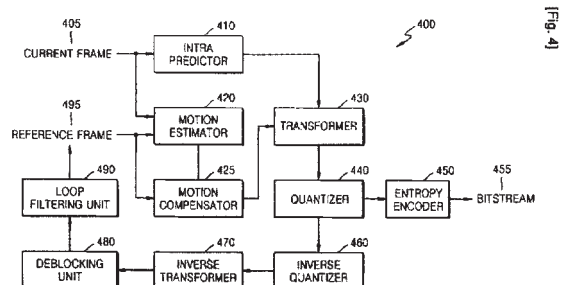 [Fig. 4]
400
405
CURRENT FRAME
410
INTRA
PREDICTOR
420
MOTION
ESTIMATOR
495
REFERENCE FRAME
430
TRANSFORMER
490
LOOP
FILTERING UNIT
425
MOTION
COMPENSATOR
440
QUANTIZER
450
ENTROPY
ENCODER
455
BITSTREAM
480
DEBLOCKING
UNIT
470
INVERSE
TRANSFORMER
460
INVERSE
QUANTIZER